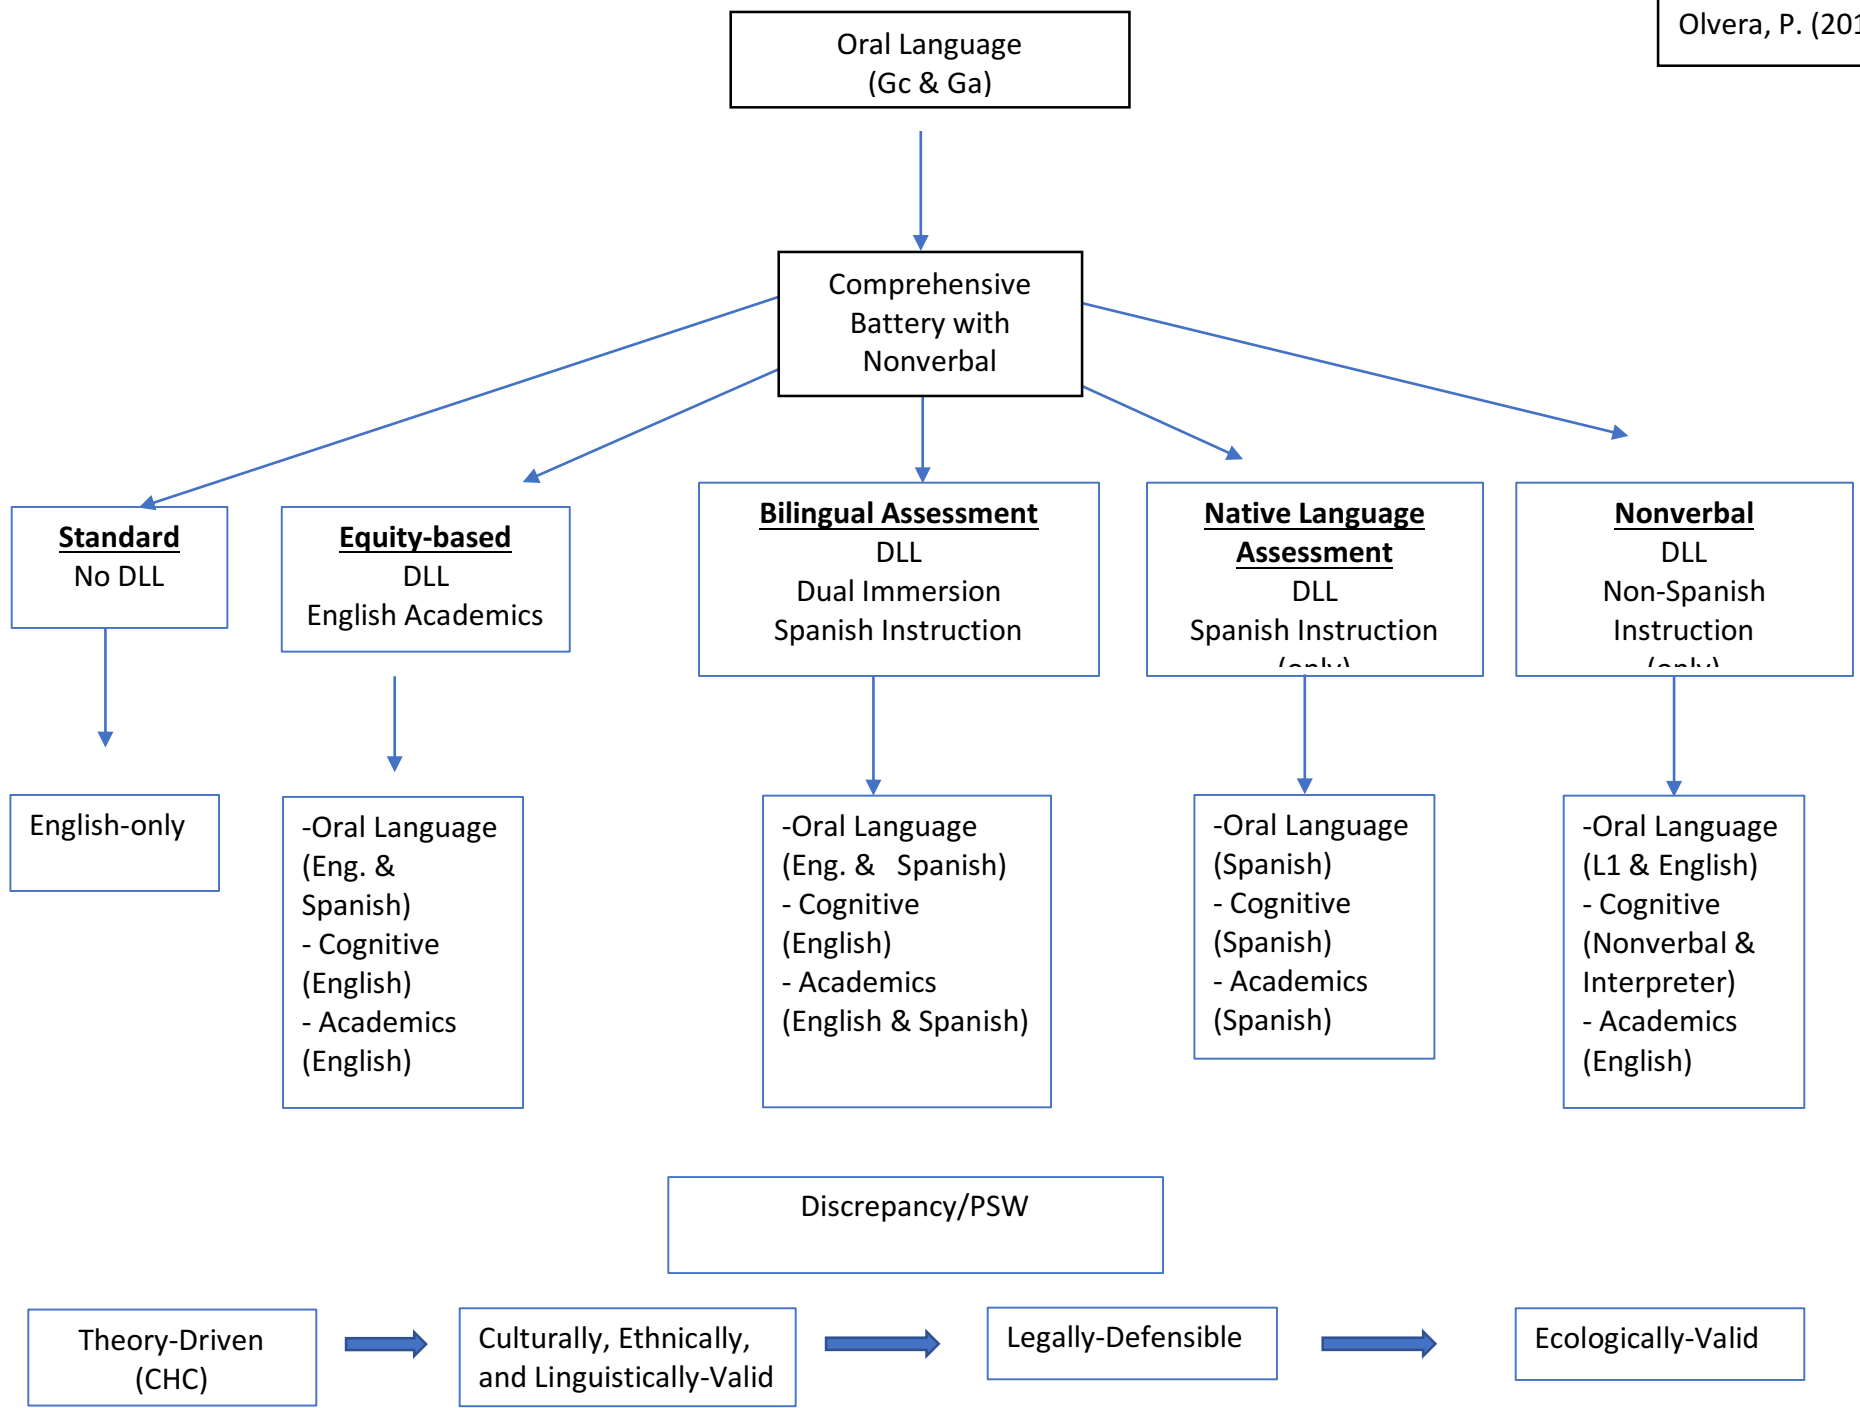 Olvera, P. (201
Oral Language
(Gc & Ga)
Comprehensive
Battery with
Nonverbal
Standard
No DLL
Equity-based
DLL
English Academics
Bilingual Assessment
DLL
Dual Immersion
Spanish Instruction
Native Language
Assessment
DLL
Spanish Instruction
(only)
Nonverbal
DLL
Non-Spanish
Instruction
(only)
English-only
-Oral Language
(Eng. &
Spanish)
- Cognitive
(English)
- Academics
(English)
-Oral Language
(Eng. &   Spanish)
- Cognitive
(English)
- Academics
(English & Spanish)
-Oral Language
(Spanish)
- Cognitive
(Spanish)
- Academics
(Spanish)
-Oral Language
(L1 & English)
- Cognitive
(Nonverbal &
Interpreter)
- Academics
(English)
Discrepancy/PSW
Theory-Driven
(CHC)
Culturally, Ethnically,
and Linguistically-Valid
Legally-Defensible
Ecologically-Valid